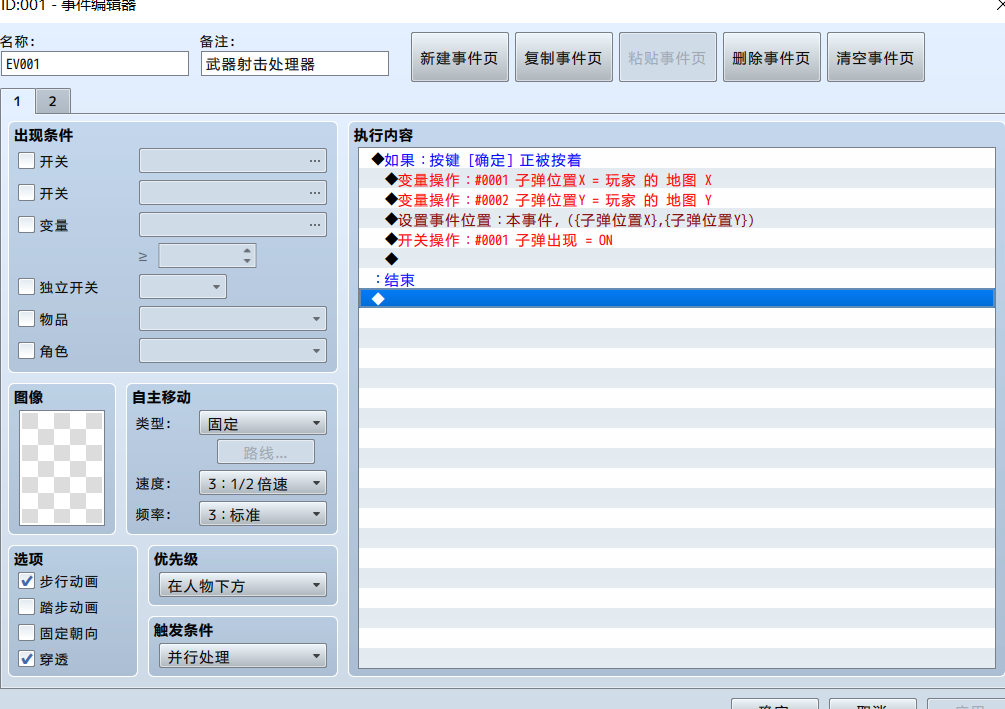 ID:001 - 事件编辑器
名称:
备注:
EV001
武器射击处理器
新建事件页
复制事件页
粘贴事件页
删除事件页
清空事件页
1
2
出现条件
开关
...
开关
...
变量
...
≥
独立开关
物品
角色
图像
自主移动
类型:
固定
路线...
速度:
3：1/2 倍速
频率:
3：标准
选项
步行动画
踏步动画
固定朝向
穿透
优先级
在人物下方
触发条件
并行处理
执行内容
◆如果：按键 [确定] 正被按着
◆变量操作：#0001 子弹位置X = 玩家 的 地图 X
◆变量操作：#0002 子弹位置Y = 玩家 的 地图 Y
◆设置事件位置：本事件, ({子弹位置X},{子弹位置Y})
◆开关操作：#0001 子弹出现 = ON
◆
：结束
◆
确定
取消
应用